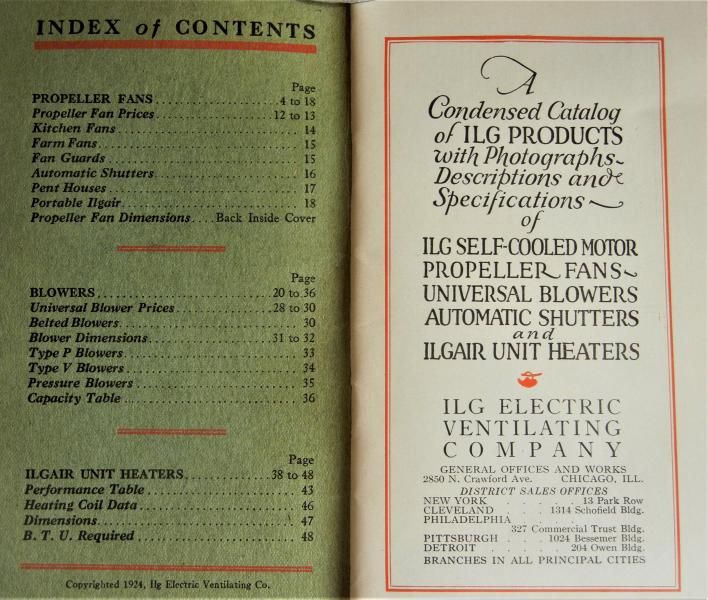 INDEX of CONTENTS
Page
PROPELLER FANS....................4 to 18
Propeller Fan Prices..................12 to 13
Kitchen Fans..........................14
Farm Fans.............................15
Fan Guards............................15
Automatic Shutters....................16
Pent Houses...........................17
Portable Ilgair.......................18
Propeller Fan Dimensions....Back Inside Cover
Page
BLOWERS...........................20 to 36
Universal Blower Prices...............28 to 30
Belted Blowers........................30
Blower Dimensions.....................31 to 32
Type P Blowers........................33
Type V Blowers........................34
Pressure Blowers......................35
Capacity Table........................36
Page
ILGAIR UNIT HEATERS...............38 to 48
Performance Table.....................43
Heating Coil Data.....................46
Dimensions............................47
B. T. U. Required.....................48
Copyrighted 1924, Ilg Electric Ventilating Co.
A
Condensed Catalog
of ILG PRODUCTS
with Photographs
Descriptions and
Specifications
of
ILG SELF-COOLED MOTOR
PROPELLER FANS
UNIVERSAL BLOWERS
AUTOMATIC SHUTTERS
and
ILGAIR UNIT HEATERS
ILG ELECTRIC
VENTILATING
COMPANY
GENERAL OFFICES AND WORKS
2850 N. Crawford Ave. CHICAGO, ILL.
DISTRICT SALES OFFICES
NEW YORK . . . . . 13 Park Row
CLEVELAND . . . . 1314 Schofield Bldg.
PHILADELPHIA . . . . .
327 Commercial Trust Bldg.
PITTSBURGH . . . . 1024 Bessemer Bldg.
DETROIT . . . . . 204 Owen Bldg.
BRANCHES IN ALL PRINCIPAL CITIES